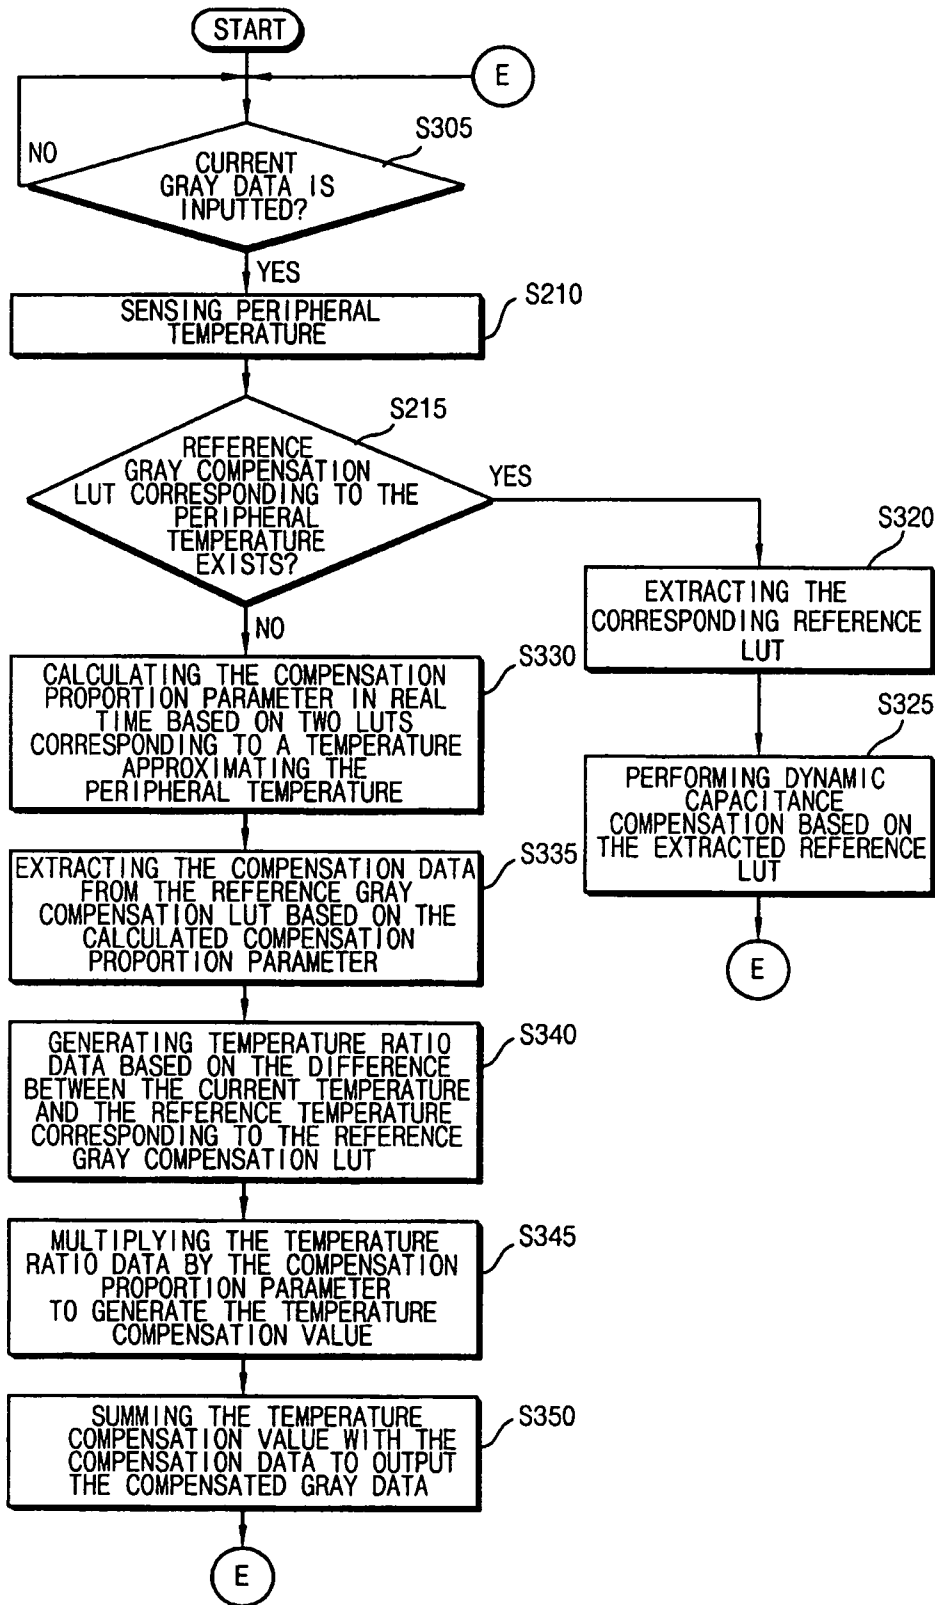 START
E
S305
NO
CURRENT
GRAY DATA IS
INPUTTED?
YES
S210
SENSING PERIPHERAL
TEMPERATURE
S215
REFERENCE
GRAY COMPENSATION
LUT CORRESPONDING TO THE
PERIPHERAL
TEMPERATURE
EXISTS?
YES
NO
S320
EXTRACTING THE
CORRESPONDING REFERENCE
LUT
S325
PERFORMING DYNAMIC
CAPACITANCE
COMPENSATION BASED ON
THE EXTRACTED REFERENCE
LUT
E
S330
CALCULATING THE COMPENSATION
PROPORTION PARAMETER IN REAL
TIME BASED ON TWO LUTS
CORRESPONDING TO A TEMPERATURE
APPROXIMATING THE
PERIPHERAL TEMPERATURE
S335
EXTRACTING THE COMPENSATION DATA
FROM THE REFERENCE GRAY
COMPENSATION LUT BASED ON THE
CALCULATED COMPENSATION
PROPORTION PARAMETER
S340
GENERATING TEMPERATURE RATIO
DATA BASED ON THE DIFFERENCE
BETWEEN THE CURRENT TEMPERATURE
AND THE REFERENCE TEMPERATURE
CORRESPONDING TO THE REFERENCE
GRAY COMPENSATION LUT
S345
MULTIPLYING THE TEMPERATURE
RATIO DATA BY THE COMPENSATION
PROPORTION PARAMETER
TO GENERATE THE TEMPERATURE
COMPENSATION VALUE
S350
SUMMING THE TEMPERATURE
COMPENSATION VALUE WITH THE
COMPENSATION DATA TO OUTPUT
THE COMPENSATED GRAY DATA
E